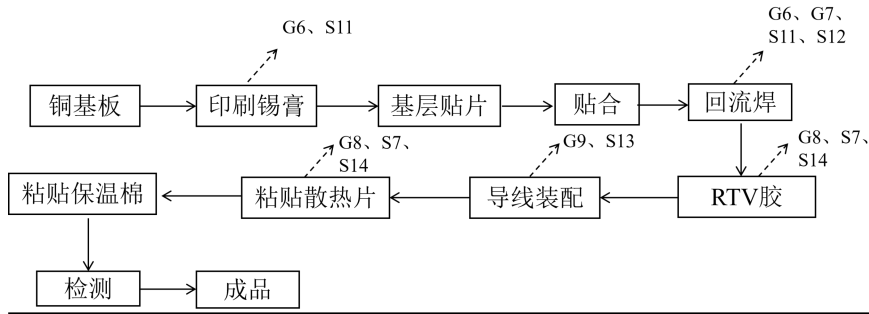 G6、S11
G6、G7、
S11、S12
铜基板
印刷锡膏
基层贴片
贴合
回流焊
G8、S7、
S14
G9、S13
G8、S7、
S14
粘贴保温棉
粘贴散热片
导线装配
RTV胶
检测
成品